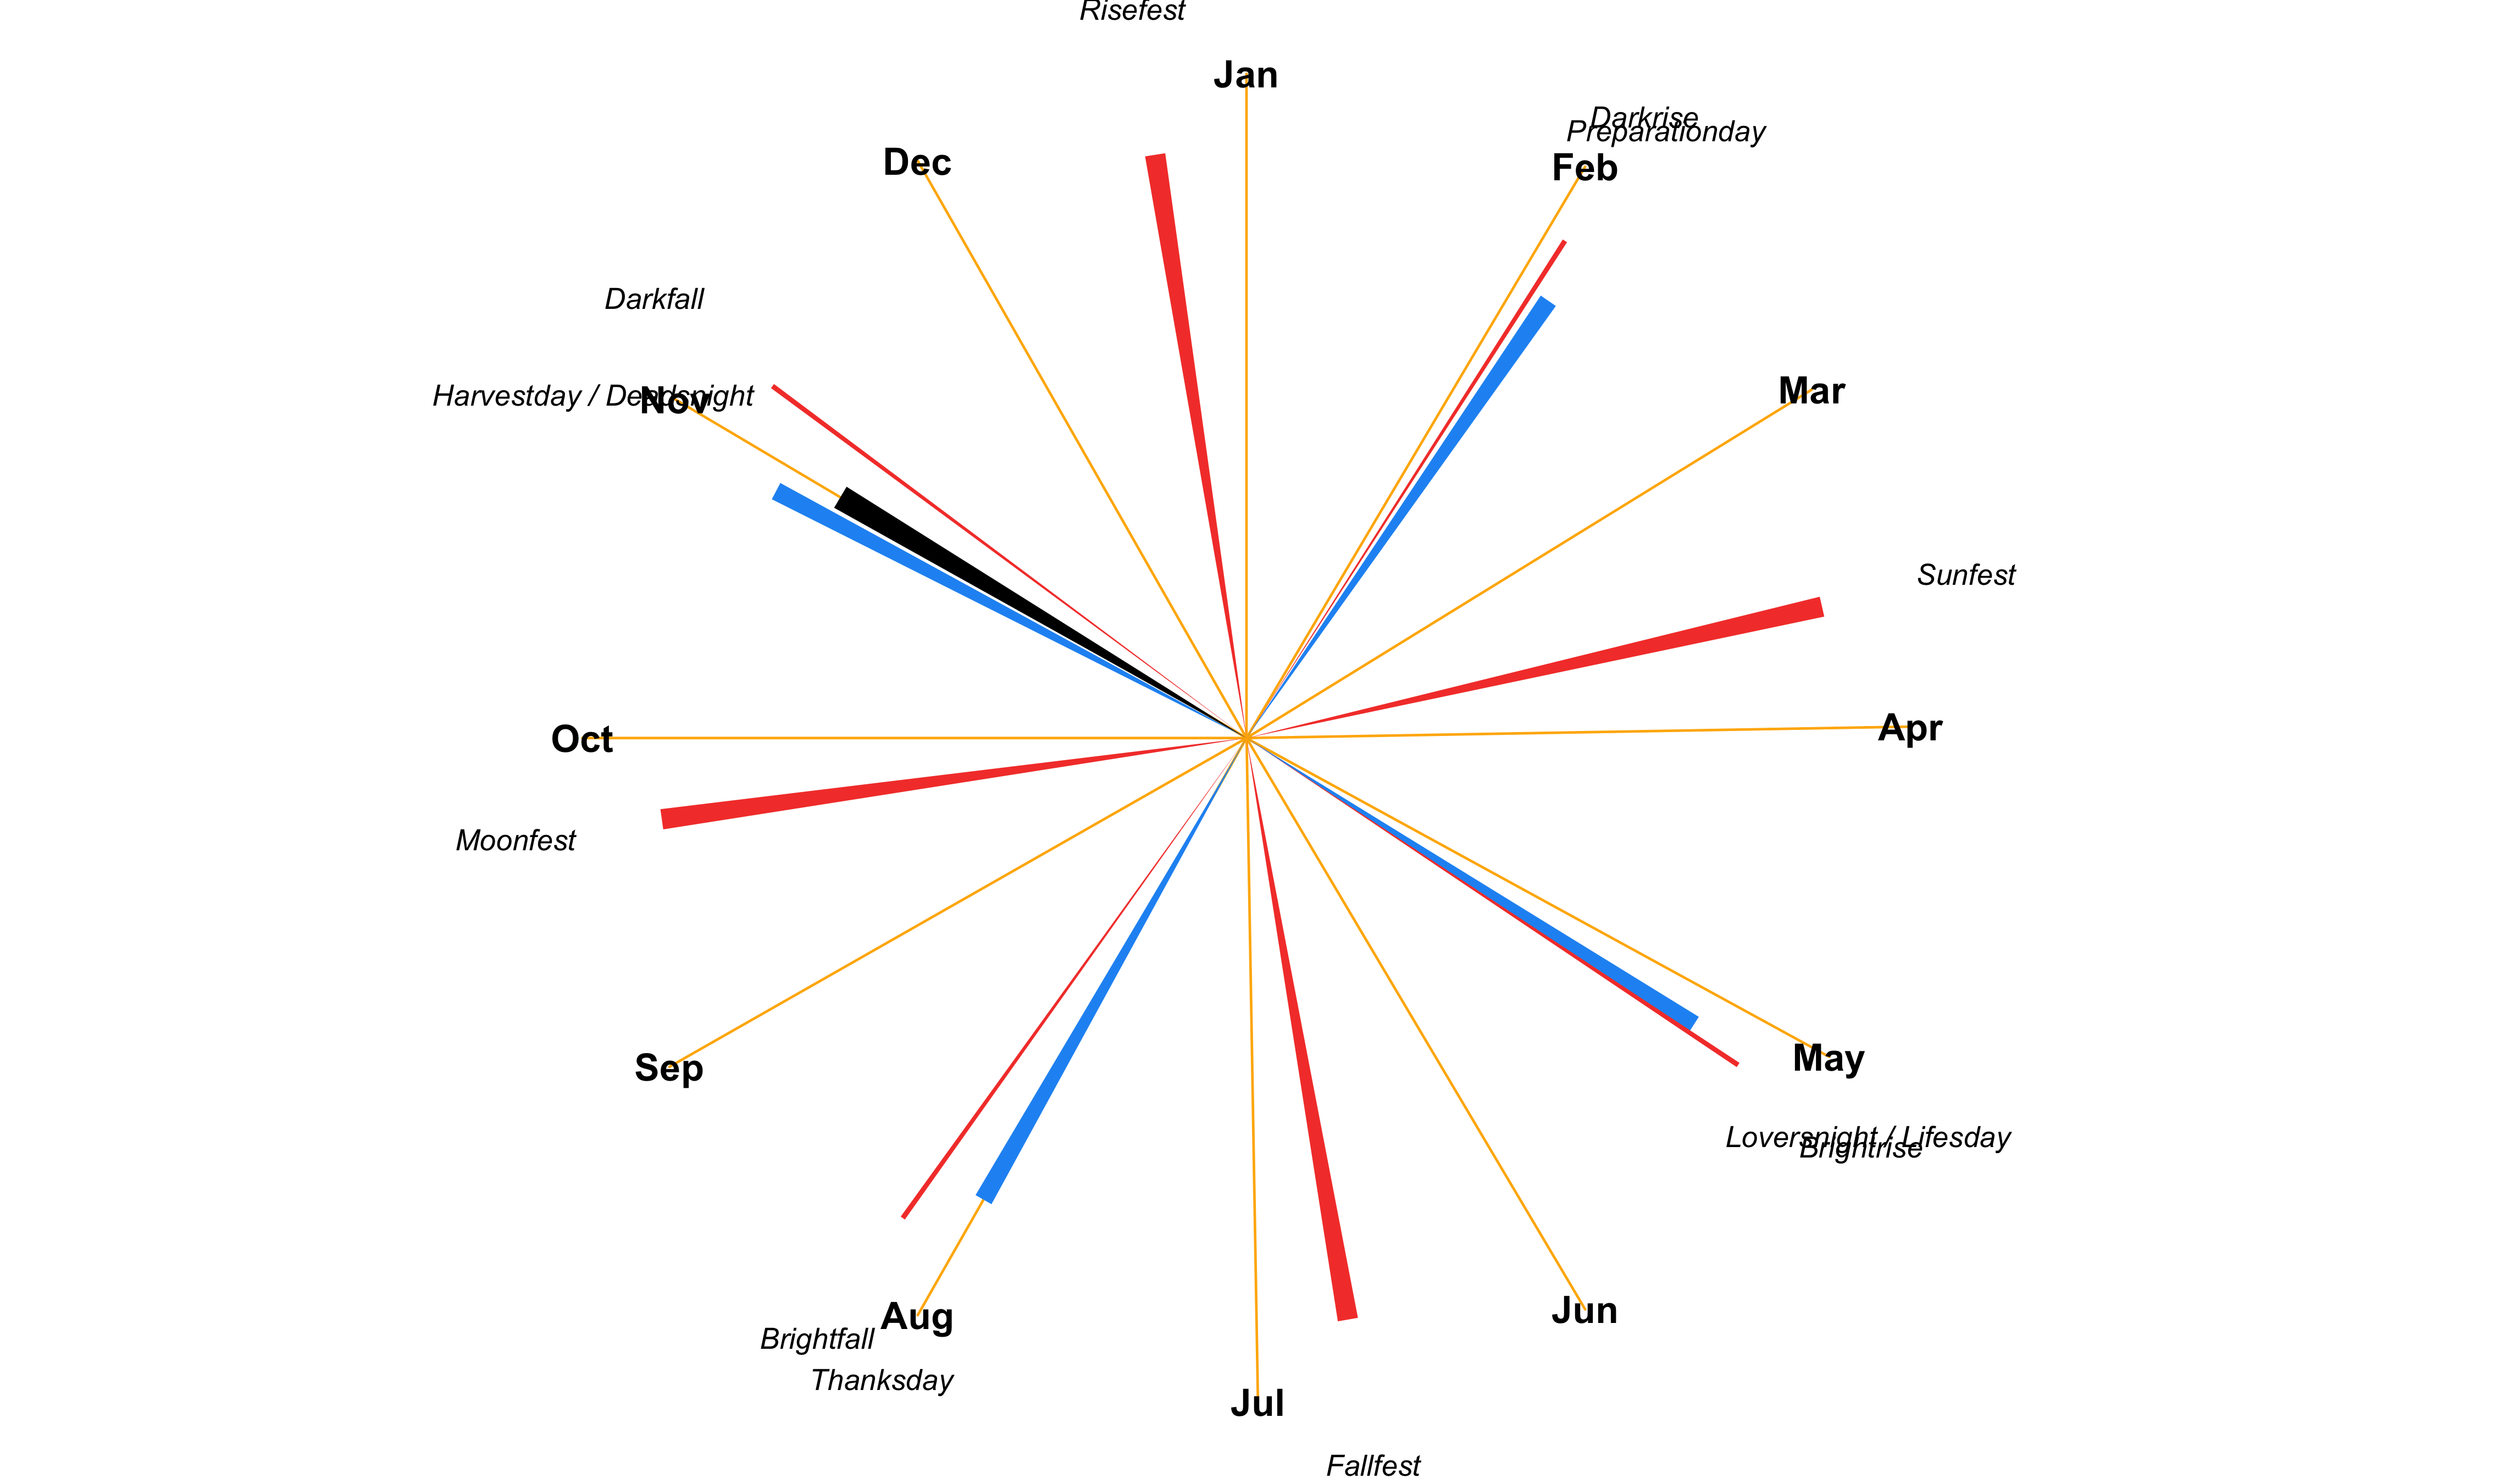 Risefest
Jan
Darkrise
Preparationday
Dec
Feb
Darkfall
Mar
Harvestday / Deadsnight
Nov
Sunfest
Apr
Oct
Moonfest
May
Sep
Loversnight / Lifesday
Brightrise
Jun
Aug
Brightfall
Thanksday
Jul
Fallfest